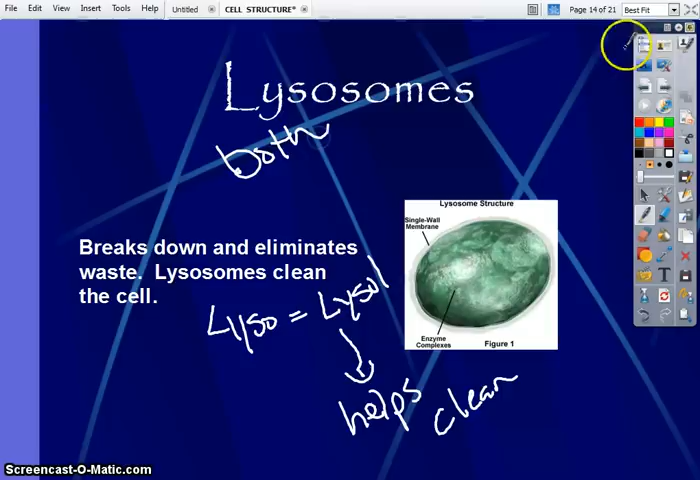 File Edit View Insert Tools Help
Untitled
CELL STRUCTURE*
Page 14 of 21
Best Fit
Lysosomes
both
Lysosome Structure
Single-Wall
Membrane
Enzyme
Complexes
Figure 1
Breaks down and eliminates
waste. Lysosomes clean
the cell.
Lyso = Lysol
helps clean
Screencast-O-Matic.com